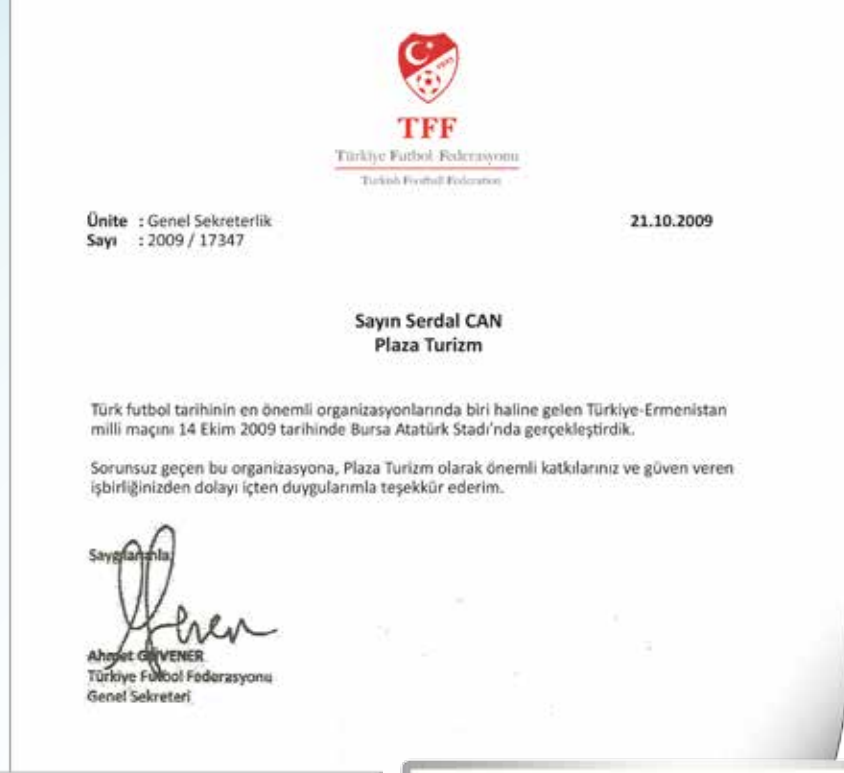 TFF
Türkiye Futbol Federasyonu
Turkish Football Federation
Ünite : Genel Sekreterlik
21.10.2009
Sayı : 2009 / 17347
Sayın Serdal CAN
Plaza Turizm
Türk futbol tarihinin en önemli organizasyonlarında biri haline gelen Türkiye-Ermenistan
milli maçını 14 Ekim 2009 tarihinde Bursa Atatürk Stadı'nda gerçekleştirdik.
Sorunsuz geçen bu organizasyona, Plaza Turizm olarak önemli katkılarınız ve güven veren
işbirliğinizden dolayı içten duygularımla teşekkür ederim.
Saygılarımla,
Ahmet GÜVENER
Türkiye Futbol Federasyonu
Genel Sekreteri